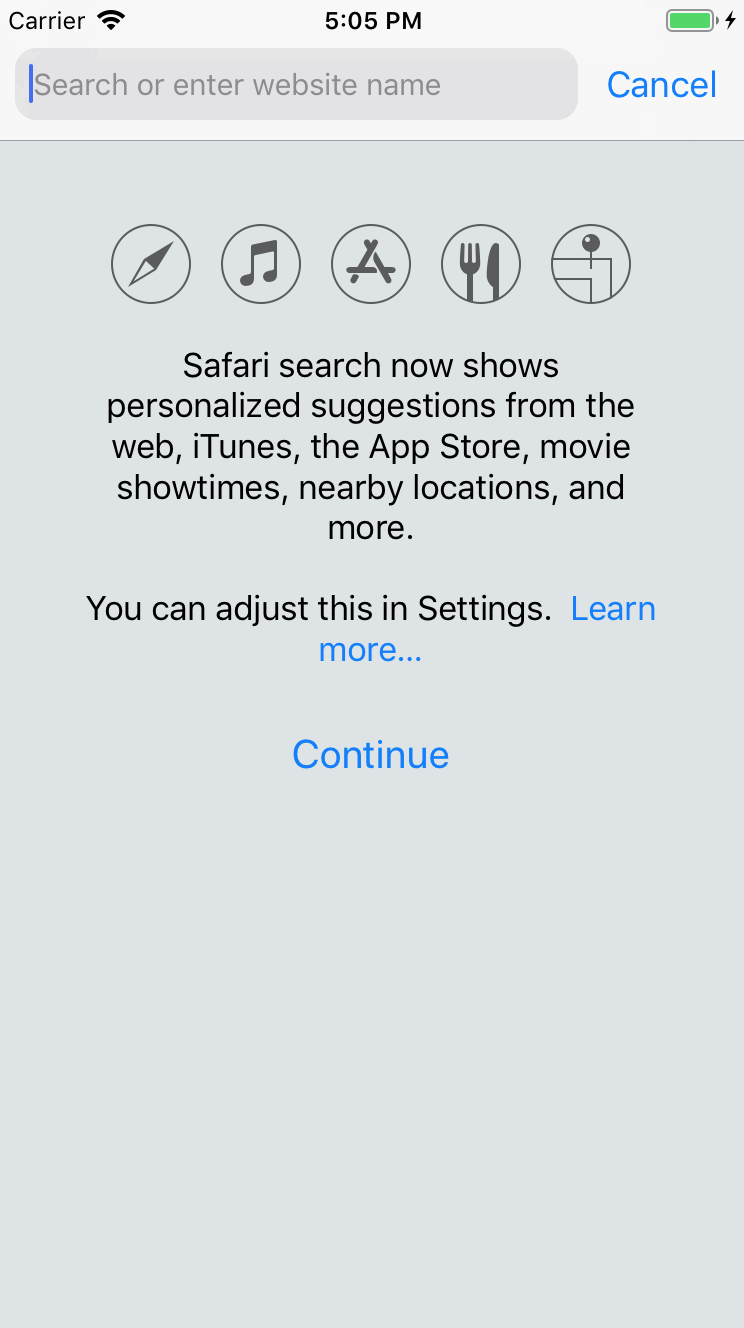 Carrier 5:05 PM
Search or enter website name Cancel
Safari search now shows
personalized suggestions from the
web, iTunes, the App Store, movie
showtimes, nearby locations, and
more.
You can adjust this in Settings. Learn
more...
Continue